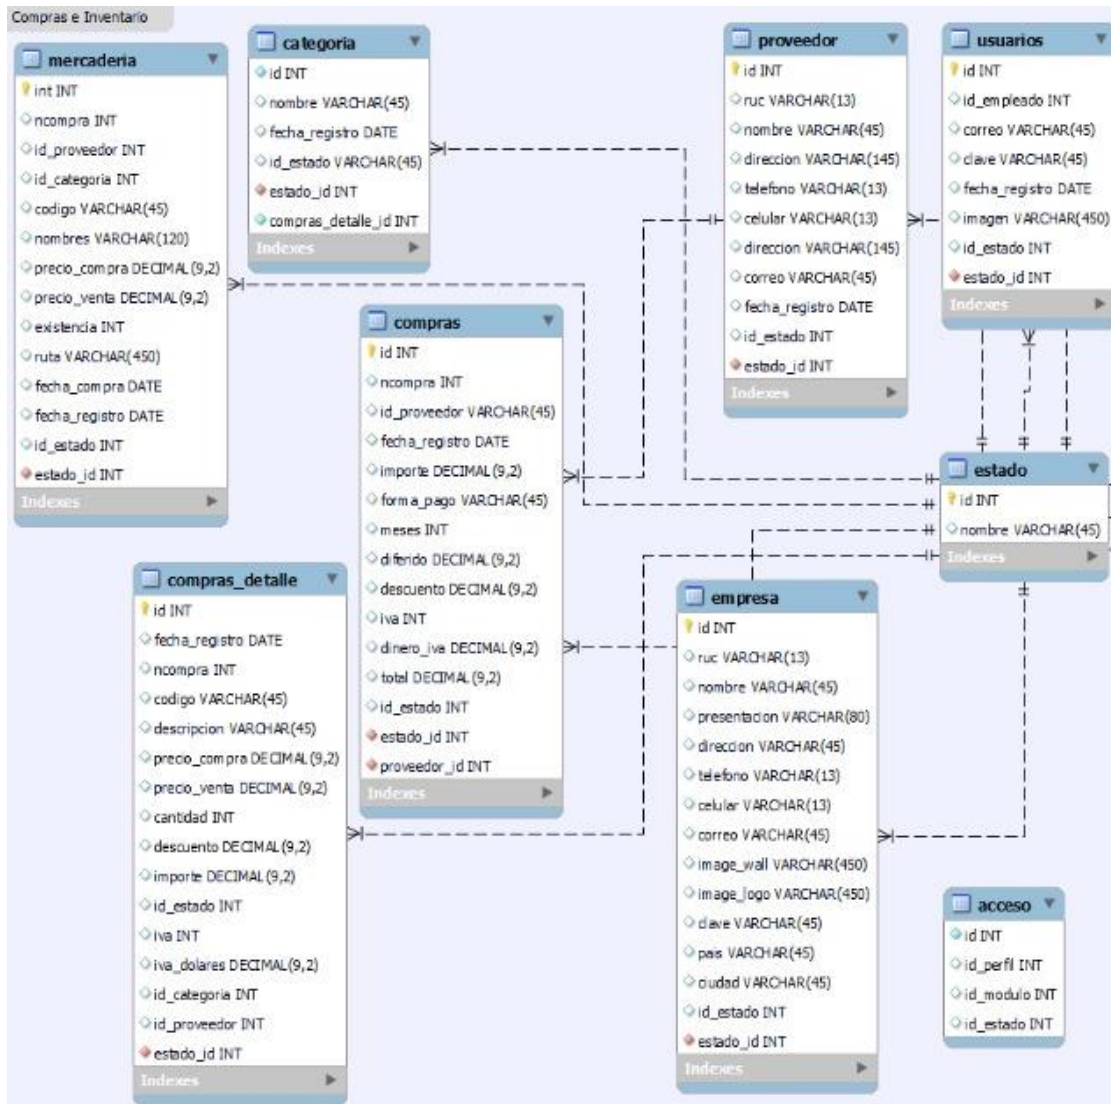 Compras e Inventario
mercaderia
int INT
ncompra INT
id_proveedor INT
id_categoria INT
codigo VARCHAR(45)
nombres VARCHAR(120)
precio_compra DECIMAL(9,2)
precio_venta DECIMAL(9,2)
existencia INT
ruta VARCHAR(450)
fecha_compra DATE
fecha_registro DATE
id_estado INT
estado_id INT
Indexes
categoria
id INT
nombre VARCHAR(45)
fecha_registro DATE
id_estado VARCHAR(45)
estado_id INT
compras_detalle_id INT
Indexes
proveedor
id INT
ruc VARCHAR(13)
nombre VARCHAR(45)
direccion VARCHAR(145)
telefono VARCHAR(13)
celular VARCHAR(13)
direccion VARCHAR(145)
correo VARCHAR(45)
fecha_registro DATE
id_estado INT
estado_id INT
Indexes
usuarios
id INT
id_empleado INT
correo VARCHAR(45)
clave VARCHAR(45)
fecha_registro DATE
imagen VARCHAR(450)
id_estado INT
estado_id INT
Indexes
compras
id INT
ncompra INT
id_proveedor VARCHAR(45)
fecha_registro DATE
importe DECIMAL(9,2)
forma_pago VARCHAR(45)
meses INT
diferido DECIMAL(9,2)
descuento DECIMAL(9,2)
iva INT
dinero_iva DECIMAL(9,2)
total DECIMAL(9,2)
id_estado INT
estado_id INT
proveedor_id INT
Indexes
estado
id INT
nombre VARCHAR(45)
Indexes
compras_detalle
id INT
fecha_registro DATE
ncompra INT
codigo VARCHAR(45)
descripcion VARCHAR(45)
precio_compra DECIMAL(9,2)
precio_venta DECIMAL(9,2)
cantidad INT
descuento DECIMAL(9,2)
importe DECIMAL(9,2)
id_estado INT
iva INT
iva_dolares DECIMAL(9,2)
id_categoria INT
id_proveedor INT
estado_id INT
Indexes
empresa
id INT
ruc VARCHAR(13)
nombre VARCHAR(45)
presentacion VARCHAR(80)
direccion VARCHAR(45)
telefono VARCHAR(13)
celular VARCHAR(13)
correo VARCHAR(45)
image_wall VARCHAR(450)
image_logo VARCHAR(450)
clave VARCHAR(45)
pais VARCHAR(45)
ciudad VARCHAR(45)
id_estado INT
estado_id INT
Indexes
acceso
id INT
id_perfil INT
id_modulo INT
id_estado INT